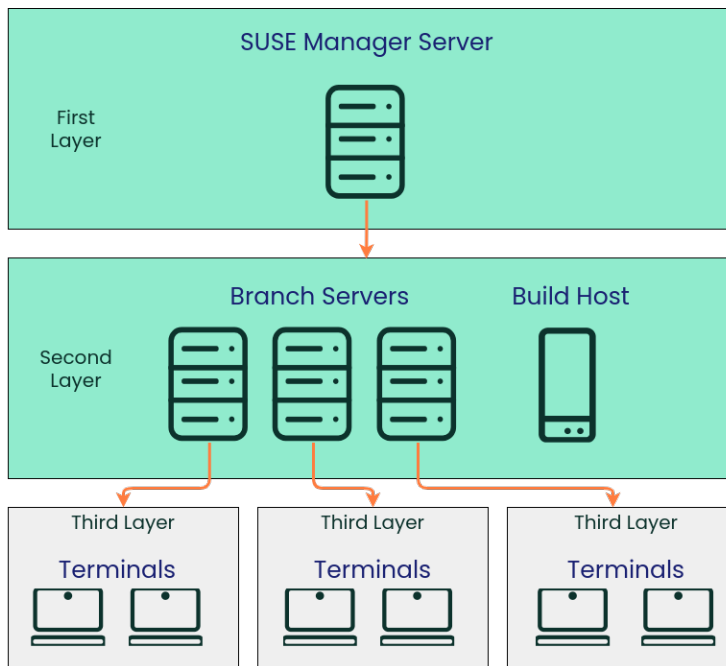 SUSE Manager Server
First
Layer
Branch Servers
Build Host
Second
Layer
Third Layer
Third Layer
Third Layer
Terminals
Terminals
Terminals